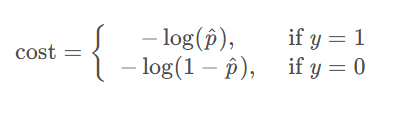 cost = { − log(p̂), if y = 1
− log(1 − p̂), if y = 0